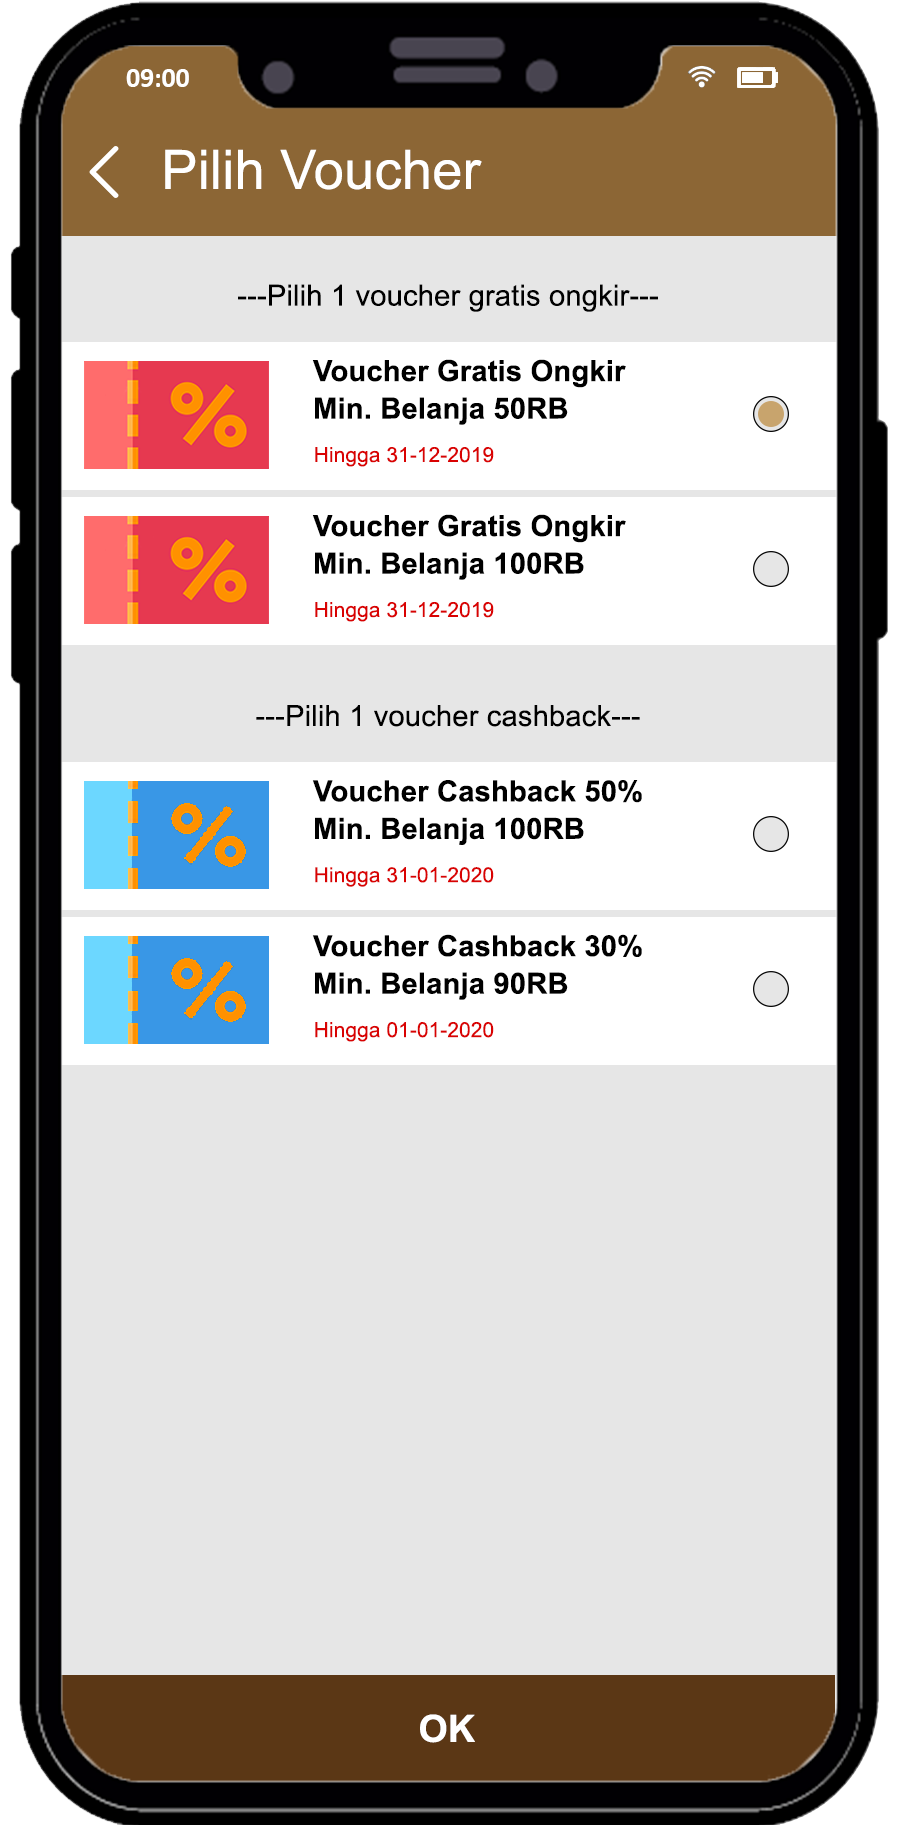 09:00
Pilih Voucher
---Pilih 1 voucher gratis ongkir---
%
Voucher Gratis Ongkir
Min. Belanja 50RB
Hingga 31-12-2019
%
Voucher Gratis Ongkir
Min. Belanja 100RB
Hingga 31-12-2019
---Pilih 1 voucher cashback---
%
Voucher Cashback 50%
Min. Belanja 100RB
Hingga 31-01-2020
%
Voucher Cashback 30%
Min. Belanja 90RB
Hingga 01-01-2020
OK